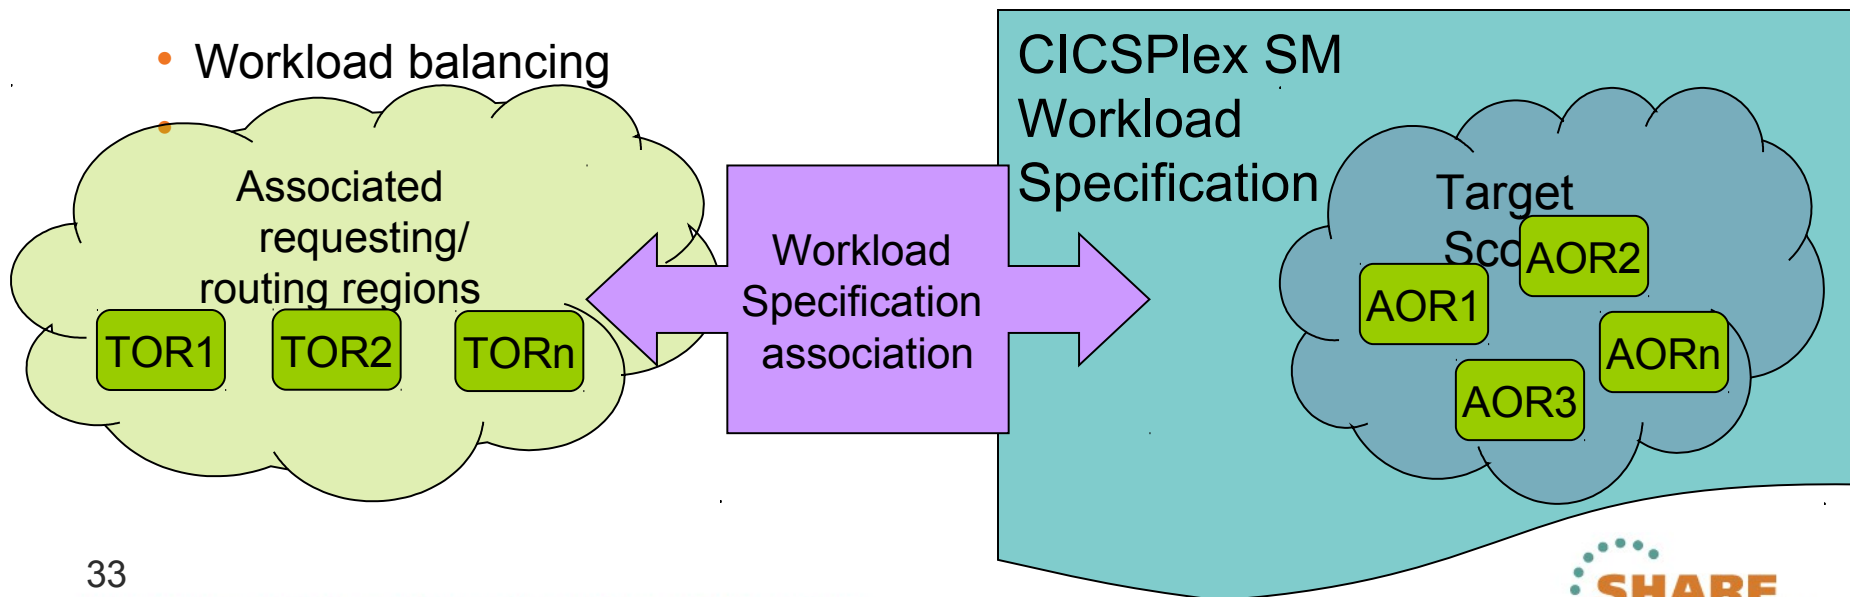 • Workload balancing
•
Associated
requesting/
routing regions
TOR1 TOR2 TORn
Workload
Specification
association
CICSPlex SM
Workload
Specification
Target
Sco
AOR2
AOR1
AORn
AOR3
33
SHARE